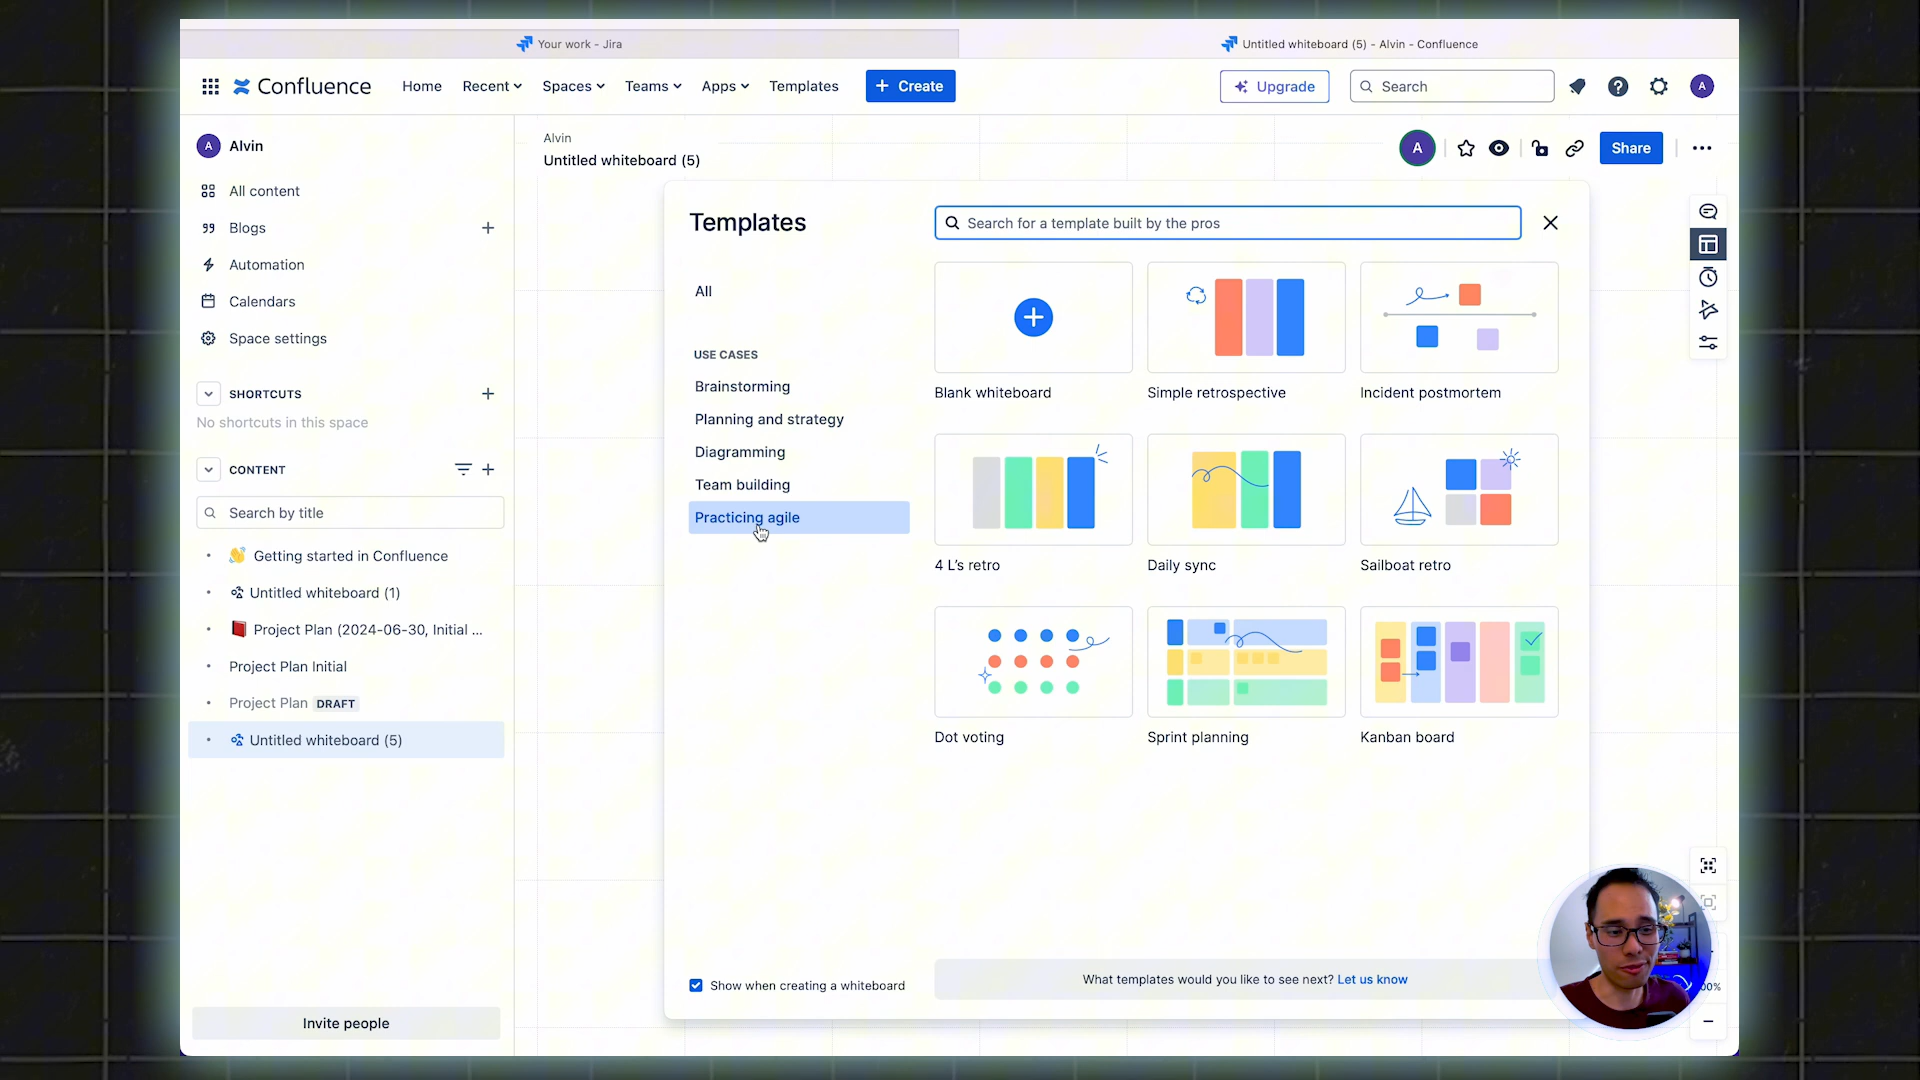 Your work - Jira
Untitled whiteboard (5) - Alvin - Confluence
Confluence
Home
Recent
Spaces
Teams
Apps
Templates
+ Create
Upgrade
Search
A
A Alvin
All content
Blogs
Automation
Calendars
Space settings
SHORTCUTS
No shortcuts in this space
CONTENT
Search by title
Getting started in Confluence
Untitled whiteboard (1)
Project Plan (2024-06-30, Initial ...
Project Plan Initial
Project Plan DRAFT
Untitled whiteboard (5)
Invite people
Alvin
Untitled whiteboard (5)
A
Share
Templates
Search for a template built by the pros
All
USE CASES
Brainstorming
Planning and strategy
Diagramming
Team building
Practicing agile
Blank whiteboard
Simple retrospective
Incident postmortem
4 L's retro
Daily sync
Sailboat retro
Dot voting
Sprint planning
Kanban board
Show when creating a whiteboard
What templates would you like to see next? Let us know